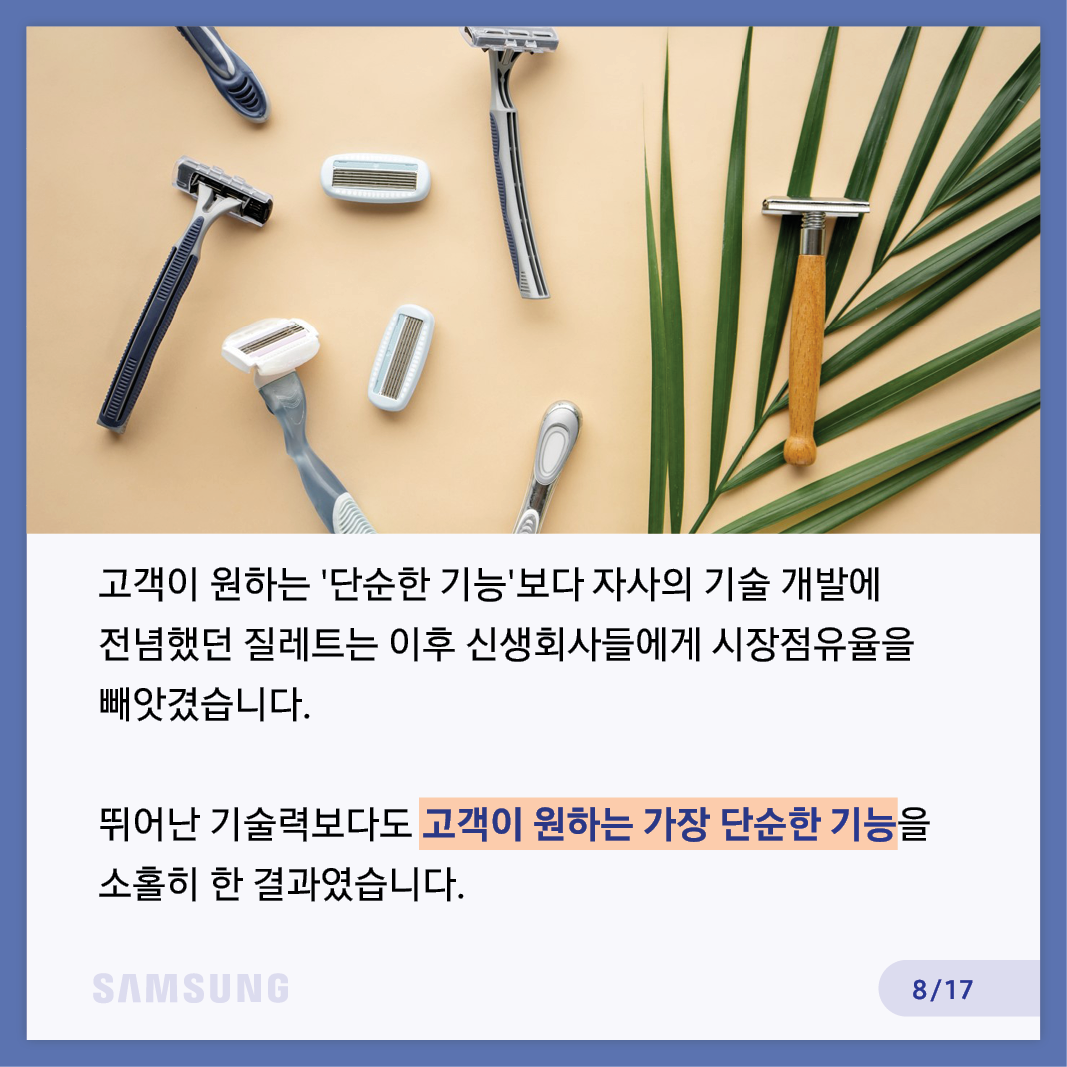 고객이 원하는 '단순한 기능'보다 자사의 기술 개발에
전념했던 질레트는 이후 신생회사들에게 시장점유율을
빼앗겼습니다.
뛰어난 기술력보다도 고객이 원하는 가장 단순한 기능을
소홀히 한 결과였습니다.
SAMSUNG
8/17